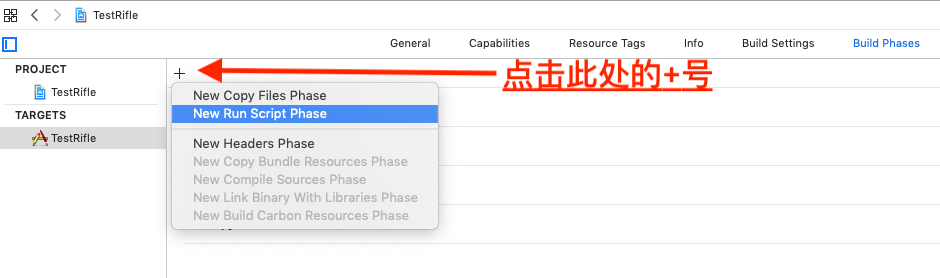 TestRifle
General Capabilities Resource Tags Info Build Settings Build Phases
PROJECT
TestRifle
TARGETS
TestRifle
+
点击此处的+号
New Copy Files Phase
New Run Script Phase
New Headers Phase
New Copy Bundle Resources Phase
New Compile Sources Phase
New Link Binary With Libraries Phase
New Build Carbon Resources Phase